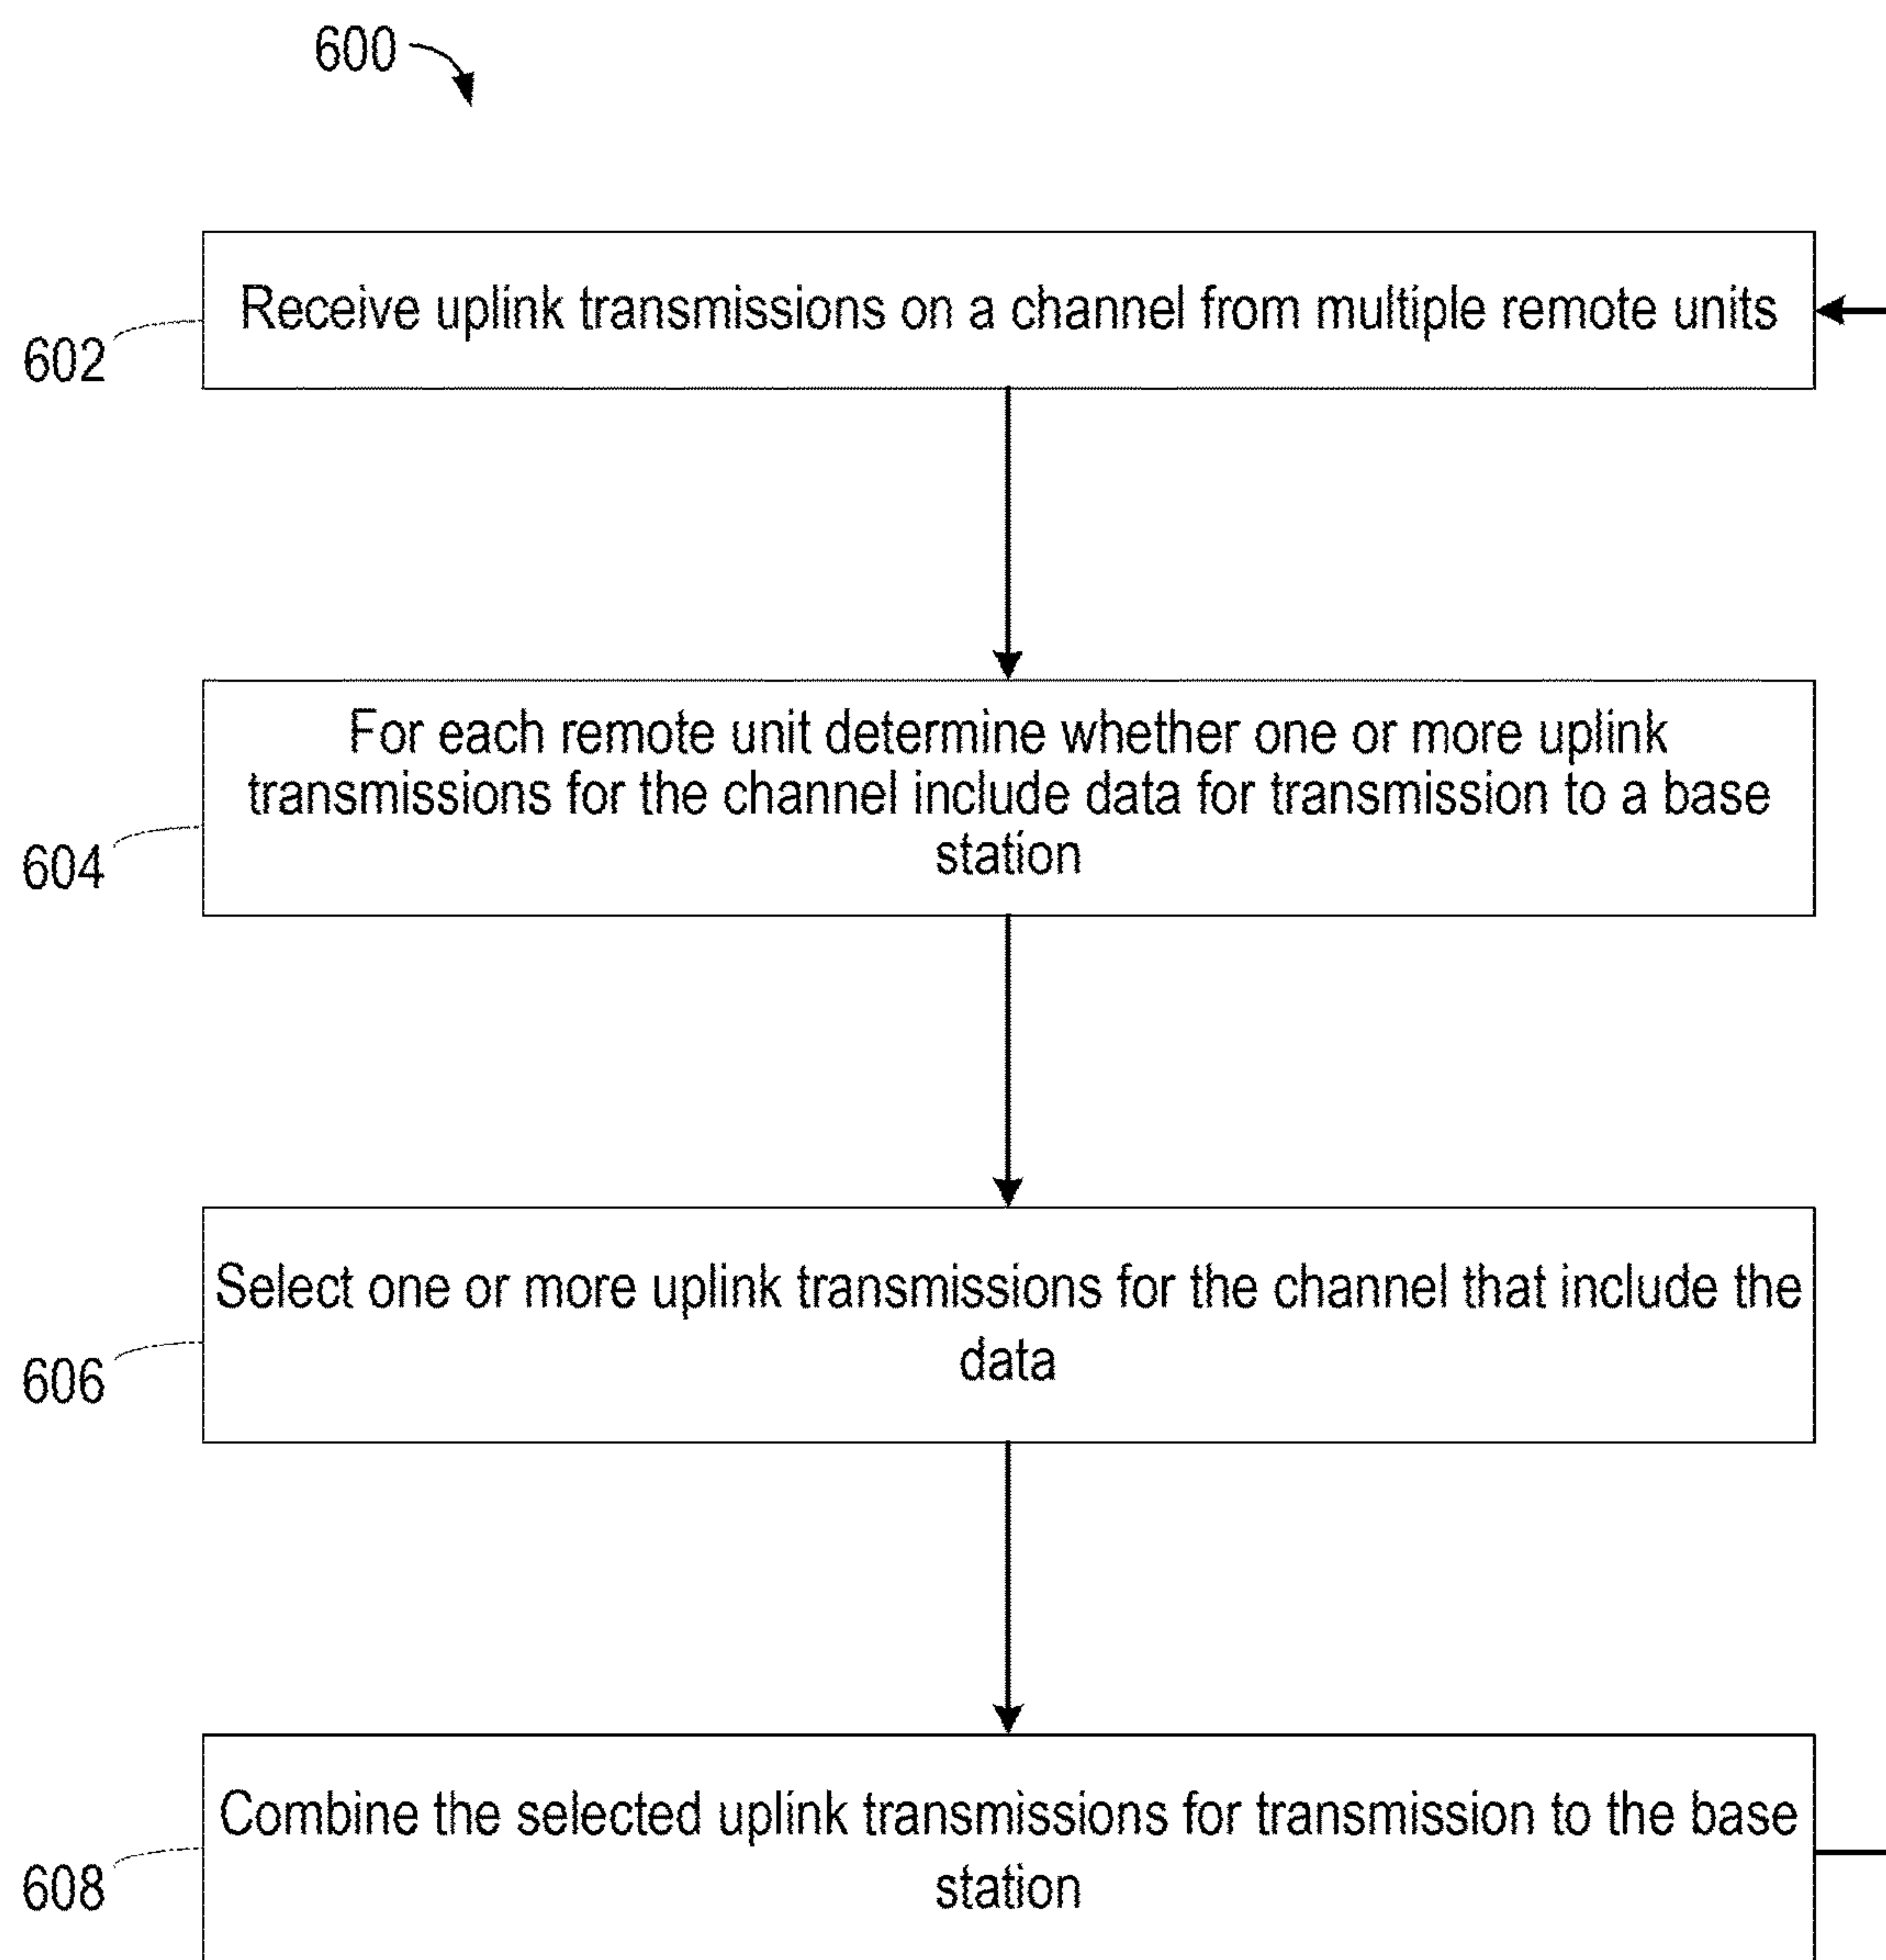 600
Receive uplink transmissions on a channel from multiple remote units
602
For each remote unit determine whether one or more uplink
transmissions for the channel include data for transmission to a base
station
604
Select one or more uplink transmissions for the channel that include the
data
606
Combine the selected uplink transmissions for transmission to the base
station
608